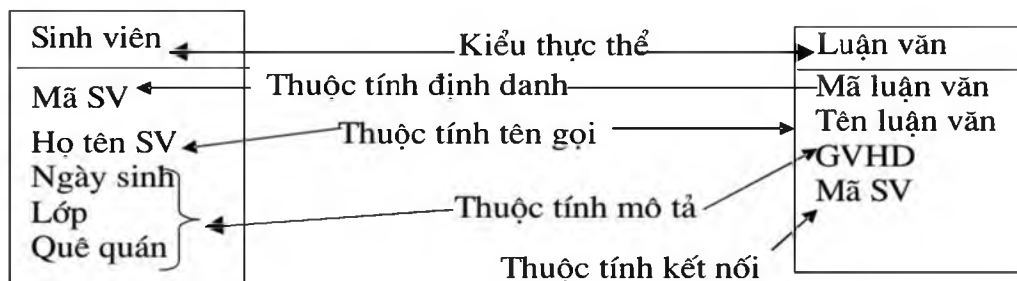 Sinh viên
Mã SV
Họ tên SV
Ngày sinh
Lớp
Quê quán
Kiểu thực thể
Thuộc tính định danh
Thuộc tính tên gọi
Thuộc tính mô tả
Thuộc tính kết nối
Luận văn
Mã luận văn
Tên luận văn
GVHD
Mã SV